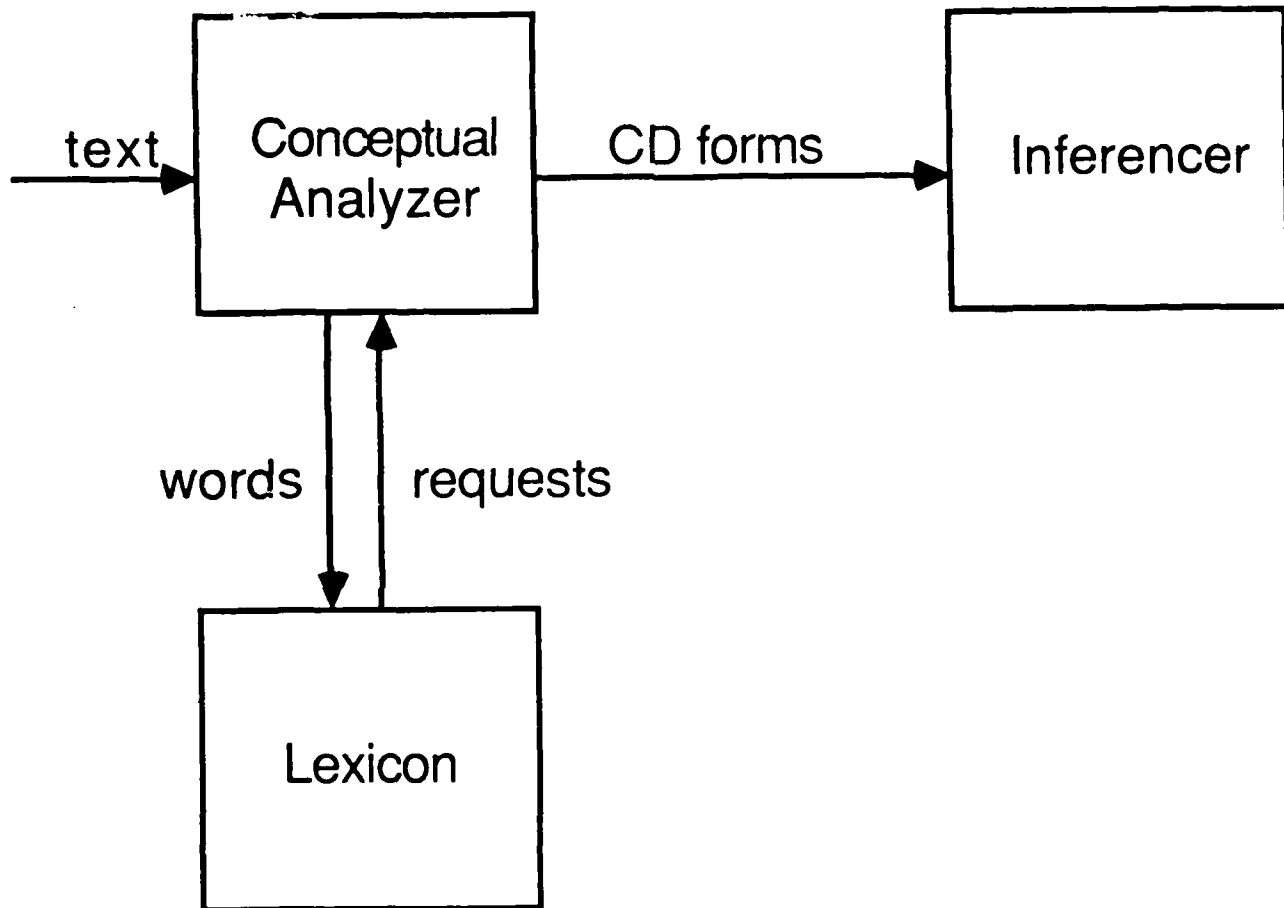 text
Conceptual
Analyzer
CD forms
Inferencer
words
requests
Lexicon